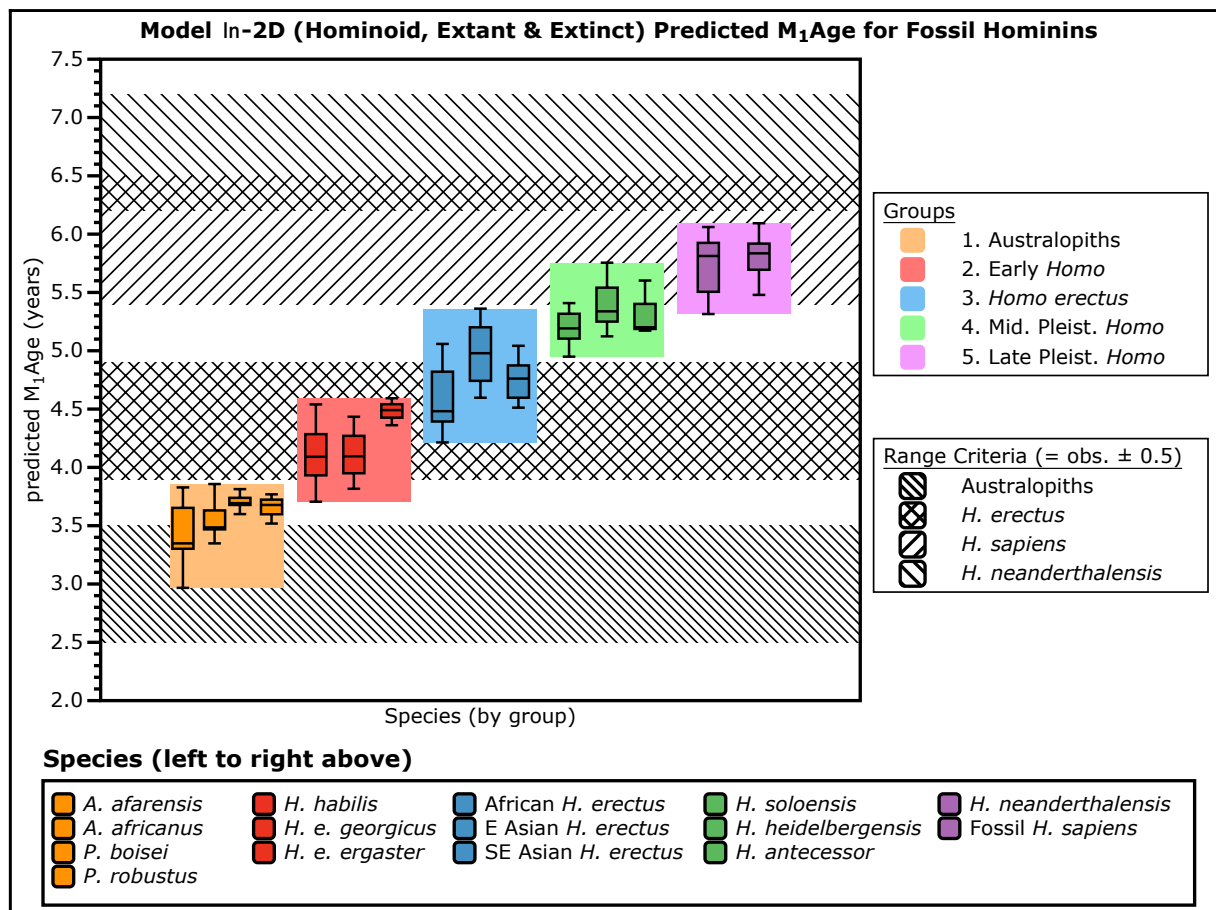 Model ln-2D (Hominoid, Extant & Extinct) Predicted M₁Age for Fossil Hominins
predicted M₁Age (years)
7.5
7.0
6.5
6.0
5.5
5.0
4.5
4.0
3.5
3.0
2.5
2.0
Species (by group)
Groups
1. Australopiths
2. Early Homo
3. Homo erectus
4. Mid. Pleist. Homo
5. Late Pleist. Homo
Range Criteria (= obs. ± 0.5)
Australopiths
H. erectus
H. sapiens
H. neanderthalensis
Species (left to right above)
A. afarensis
A. africanus
P. boisei
P. robustus
H. habilis
H. e. georgicus
H. e. ergaster
African H. erectus
E Asian H. erectus
SE Asian H. erectus
H. soloensis
H. heidelbergensis
H. antecessor
H. neanderthalensis
Fossil H. sapiens